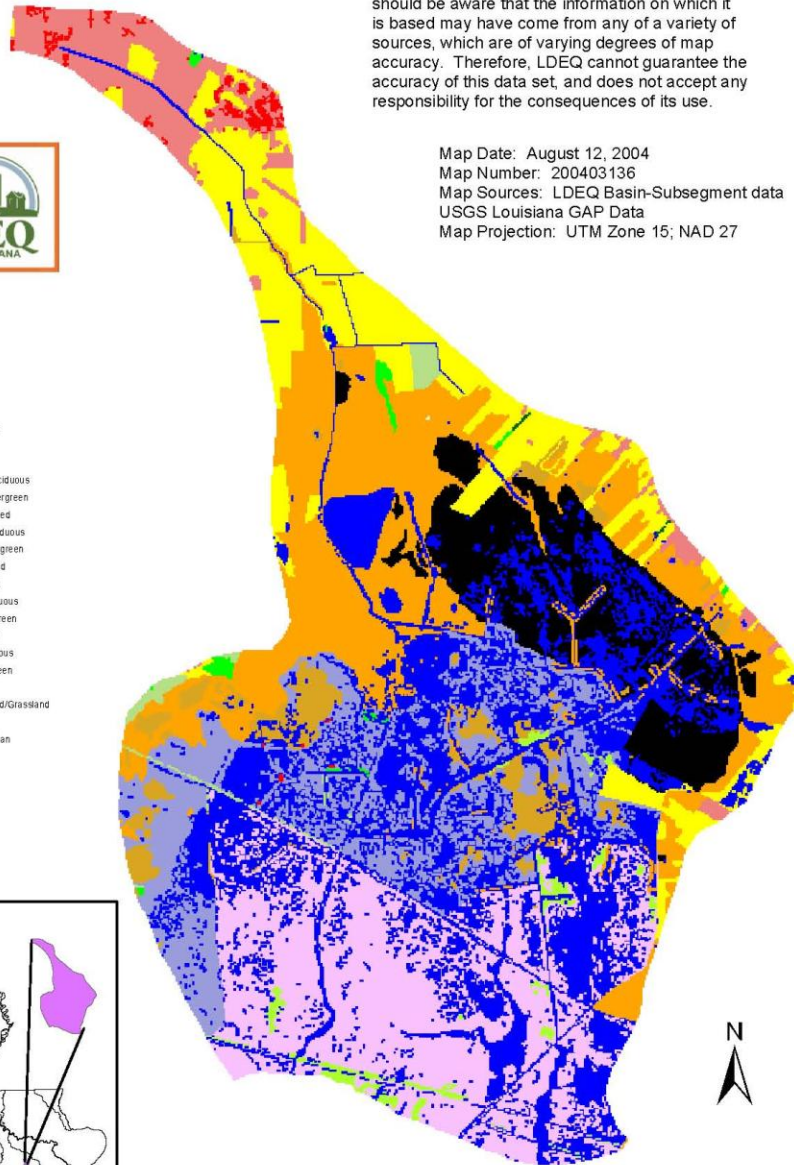 should be aware that the information on which it
is based may have come from any of a variety of
sources, which are of varying degrees of map
accuracy. Therefore, LDEQ cannot guarantee the
accuracy of this data set, and does not accept any
responsibility for the consequences of its use.
Map Date: August 12, 2004
Map Number: 200403136
Map Sources: LDEQ Basin-Subsegment data
USGS Louisiana GAP Data
Map Projection: UTM Zone 15; NAD 27
EQ
ANA
ciduous
ergreen
ed
duous
green
d
uous
reen
ous
een
d/Grassland
an
N